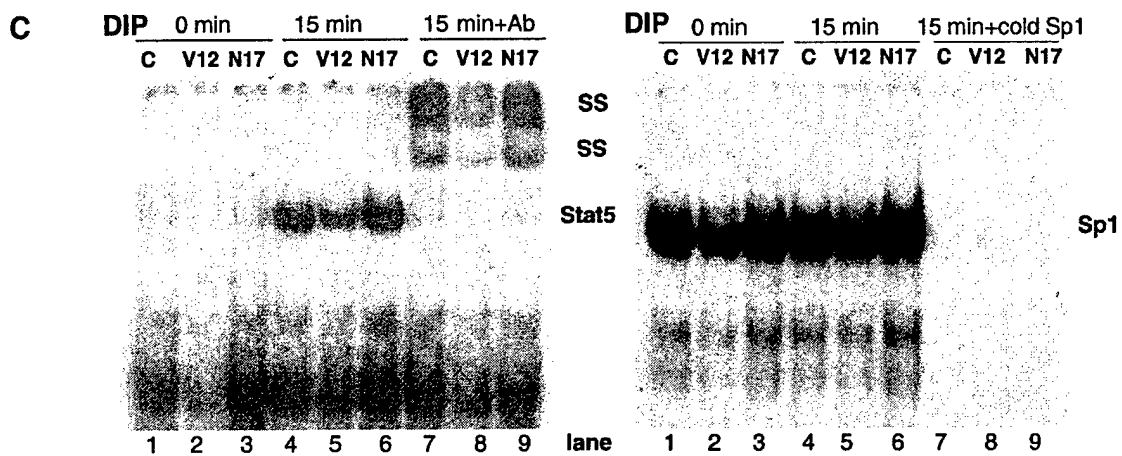 C
DIP 0 min 15 min 15 min+Ab
C V12 N17 C V12 N17 C V12 N17
SS
SS
Stat5
1 2 3 4 5 6 7 8 9
lane
DIP 0 min 15 min 15 min+cold Sp1
C V12 N17 C V12 N17 C V12 N17
Sp1
1 2 3 4 5 6 7 8 9